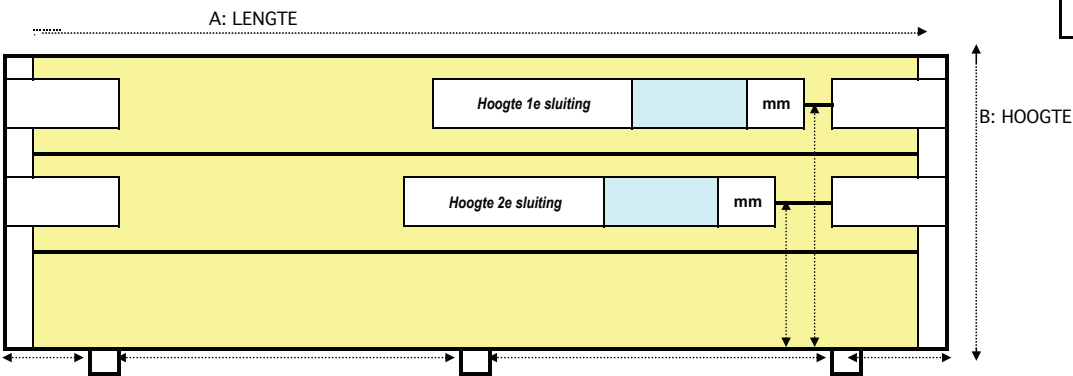 A: LENGTE
Hoogte 1e sluiting mm
B: HOOGTE
Hoogte 2e sluiting mm